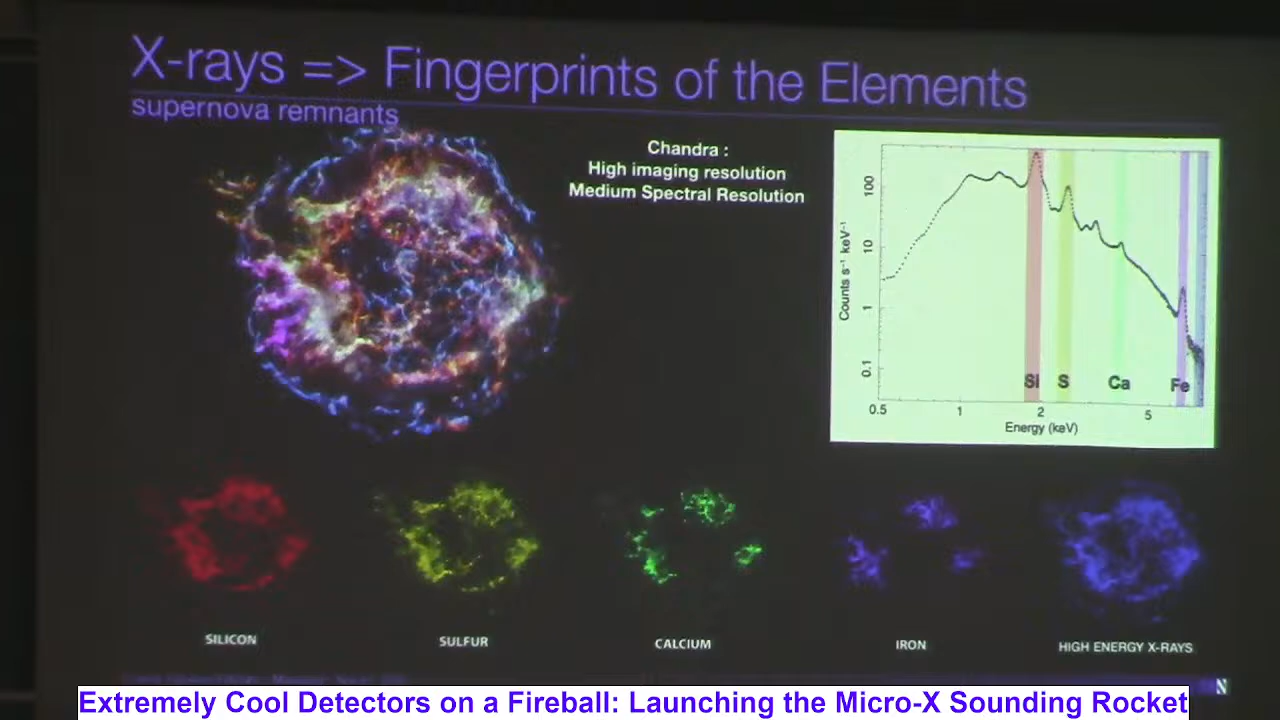 X-rays => Fingerprints of the Elements
supernova remnants
Chandra :
High imaging resolution
Medium Spectral Resolution
Counts s⁻¹ keV⁻¹
100
10
1
0.1
Si
S
Ca
Fe
0.5
1
2
5
Energy (keV)
SILICON
SULFUR
CALCIUM
IRON
HIGH ENERGY X-RAYS
N
Extremely Cool Detectors on a Fireball: Launching the Micro-X Sounding Rocket